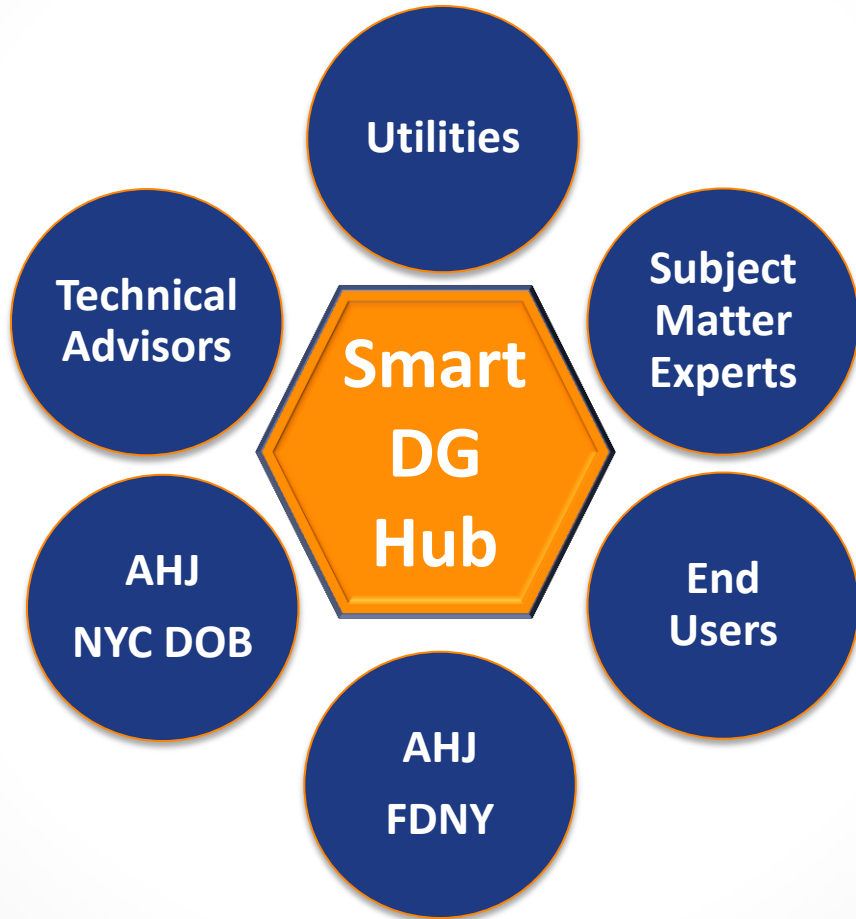 Utilities
Technical
Advisors
Subject
Matter
Experts
Smart
DG
Hub
AHJ
NYC DOB
End
Users
AHJ
FDNY